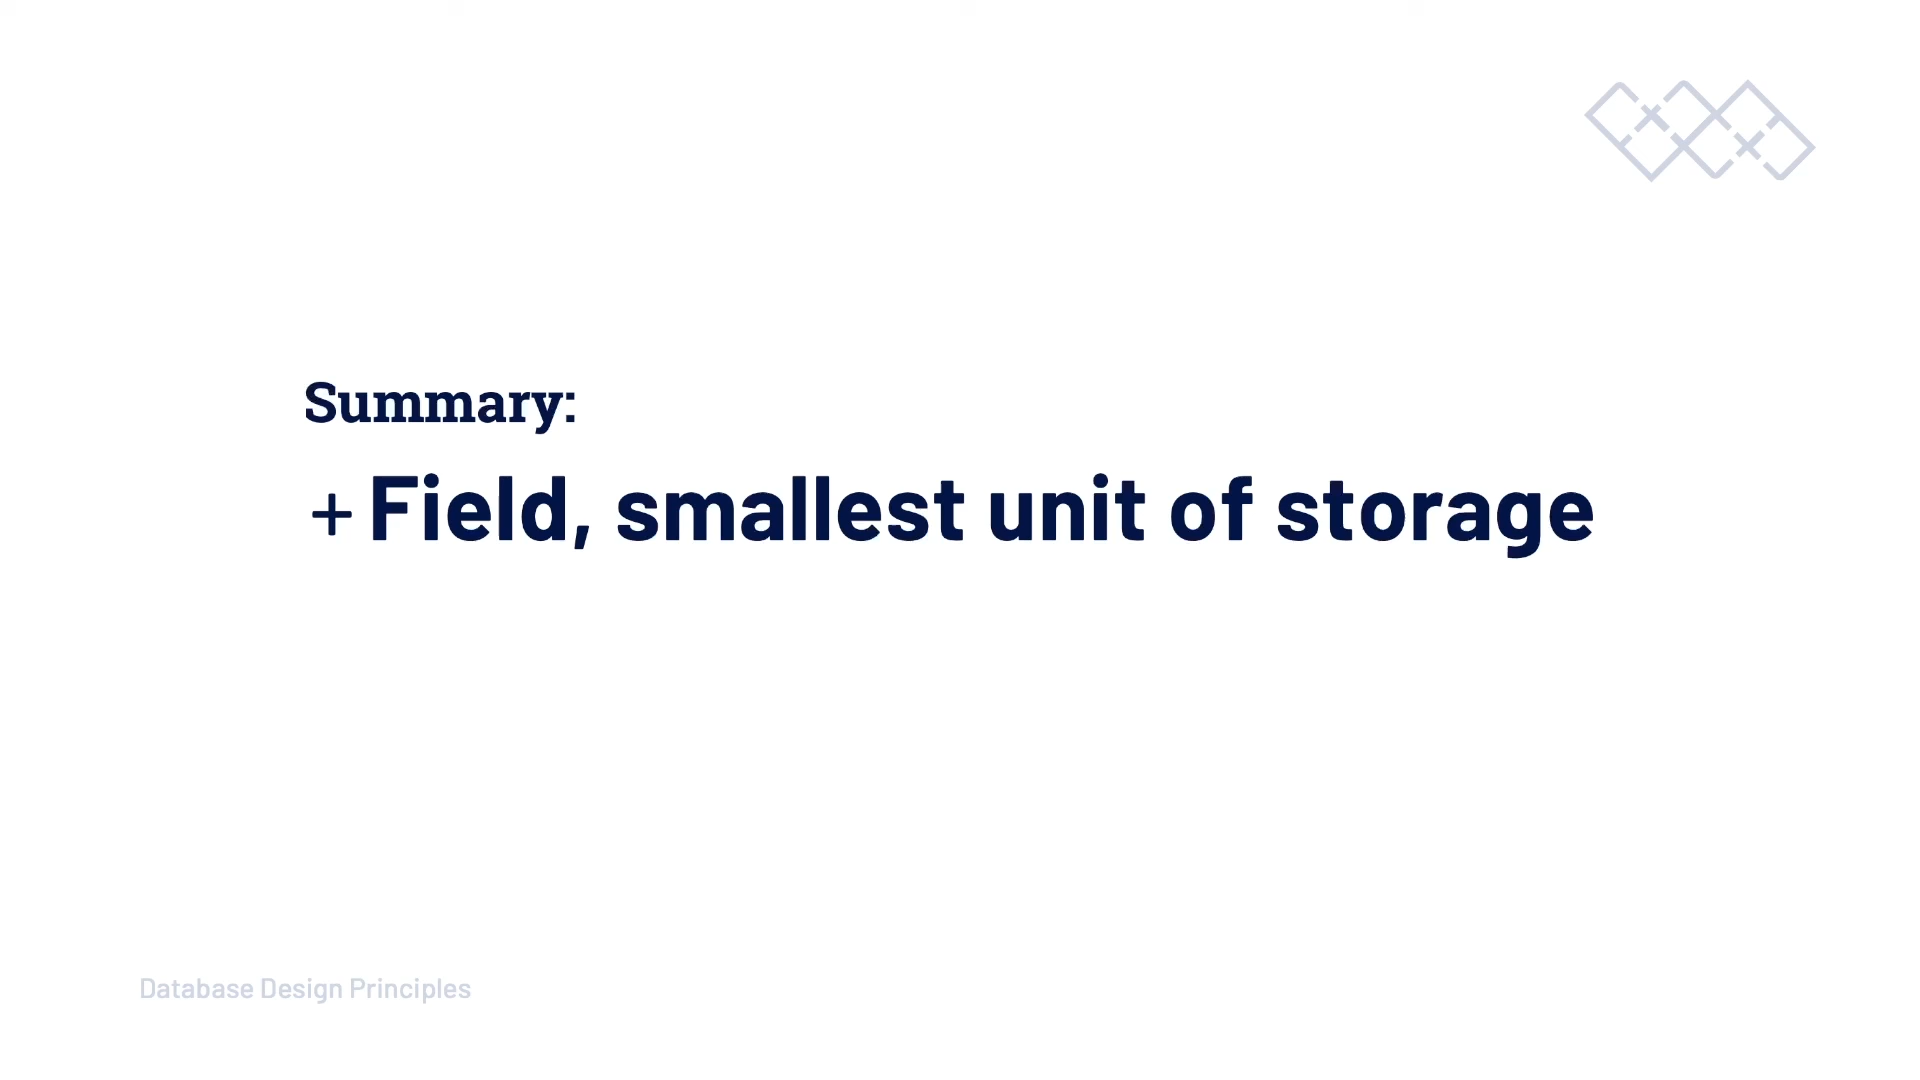 Summary:
+ Field, smallest unit of storage
Database Design Principles